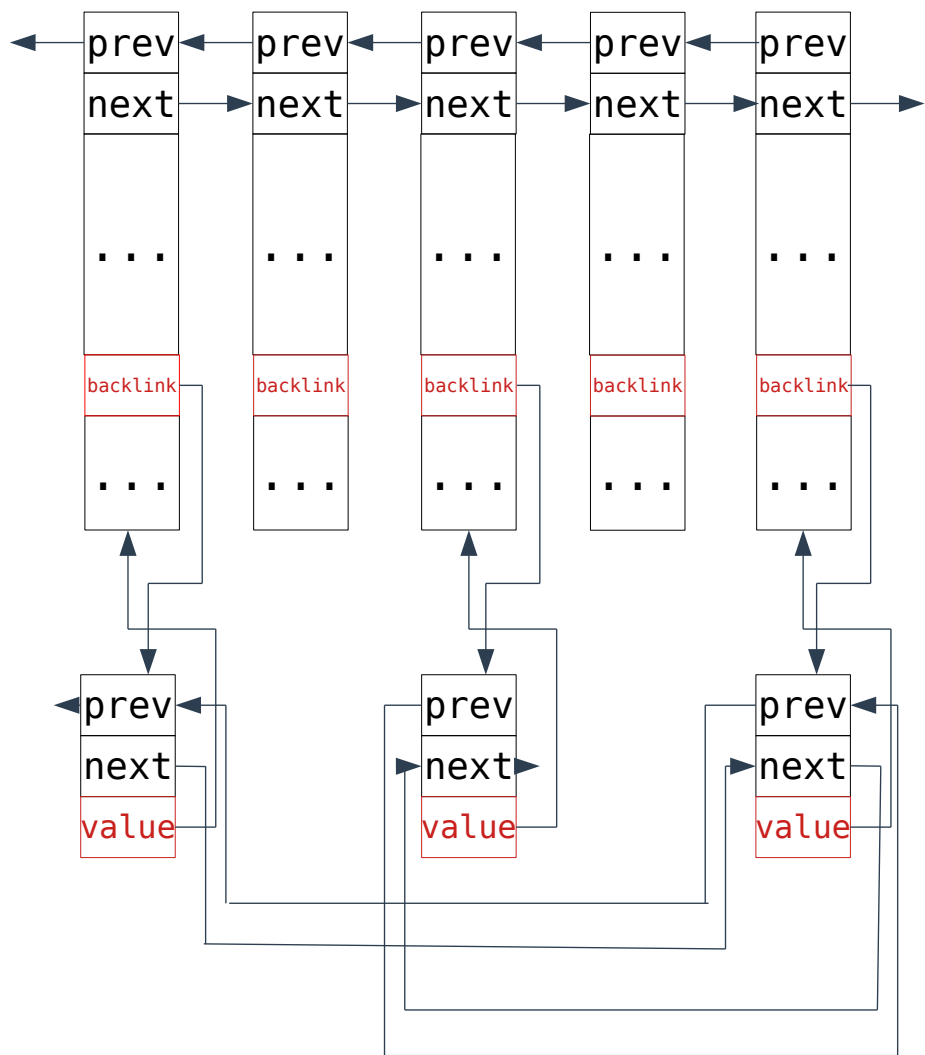 prev prev prev prev prev
next next next next next
... ... ... ... ...
backlink backlink backlink backlink backlink
... ... ... ... ...
prev prev prev
next next next
value value value